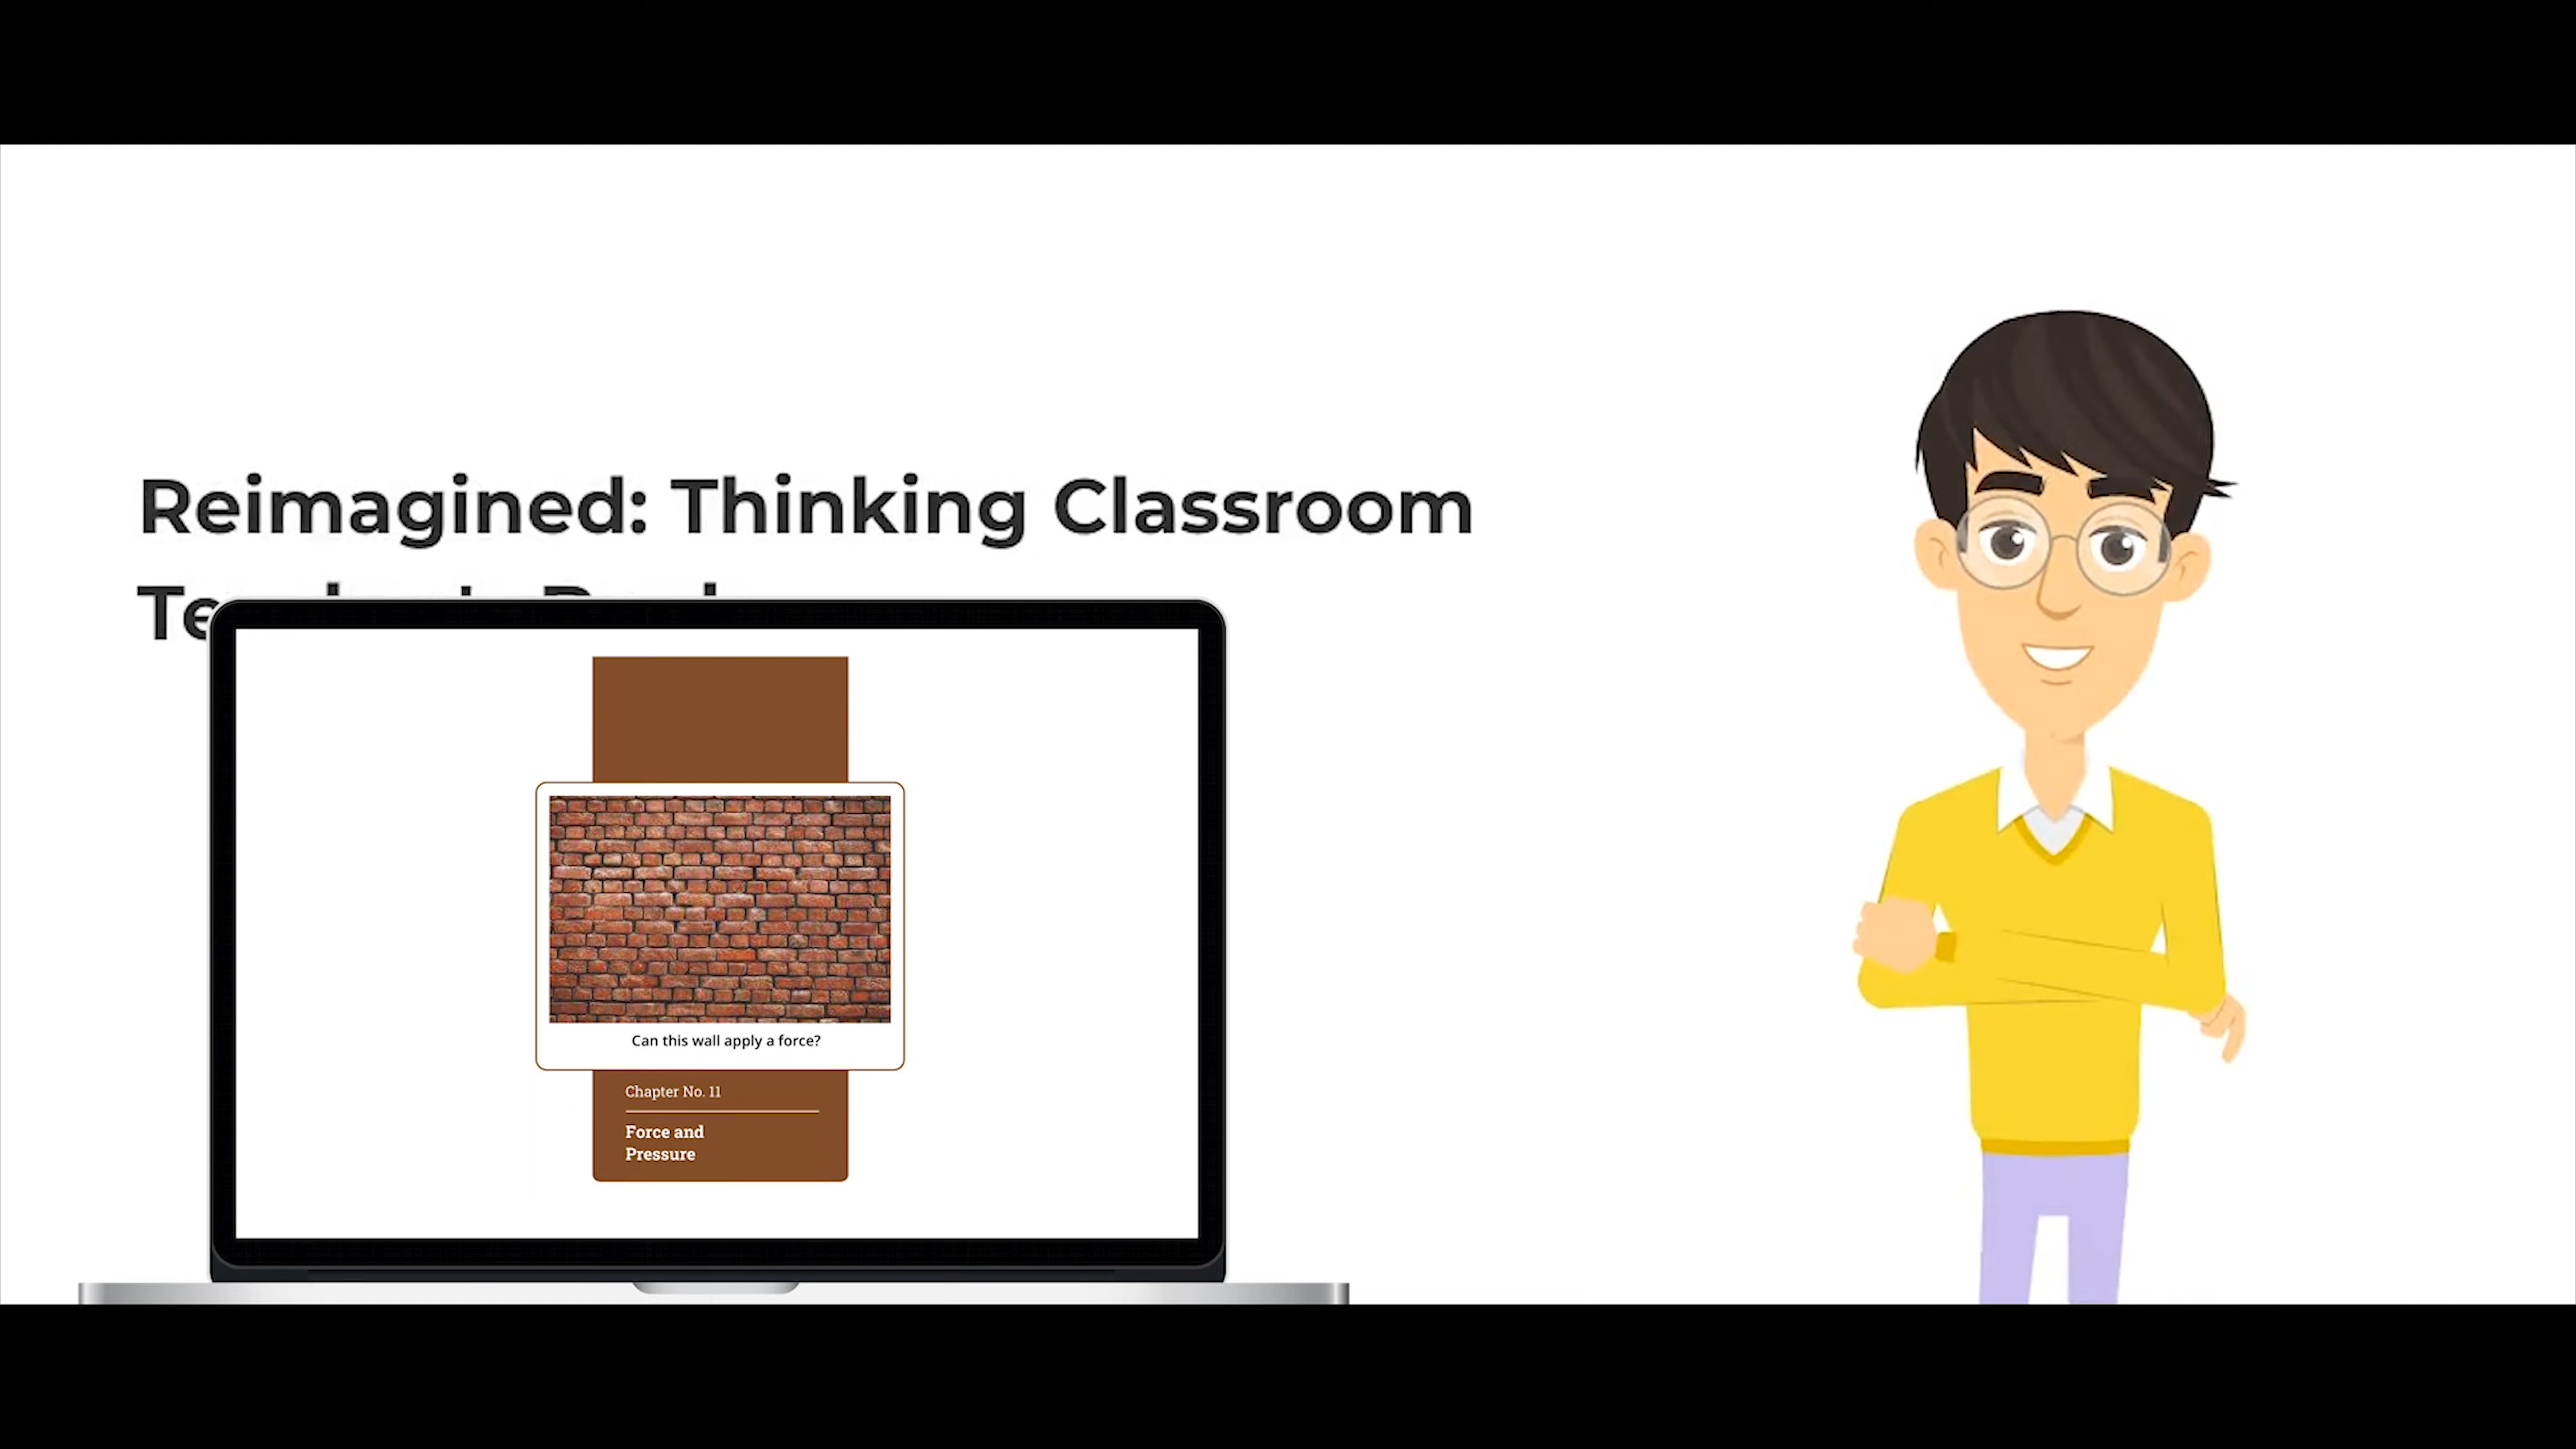 Reimagined: Thinking Classroom
Can this wall apply a force?
Chapter No. 11
Force and
Pressure